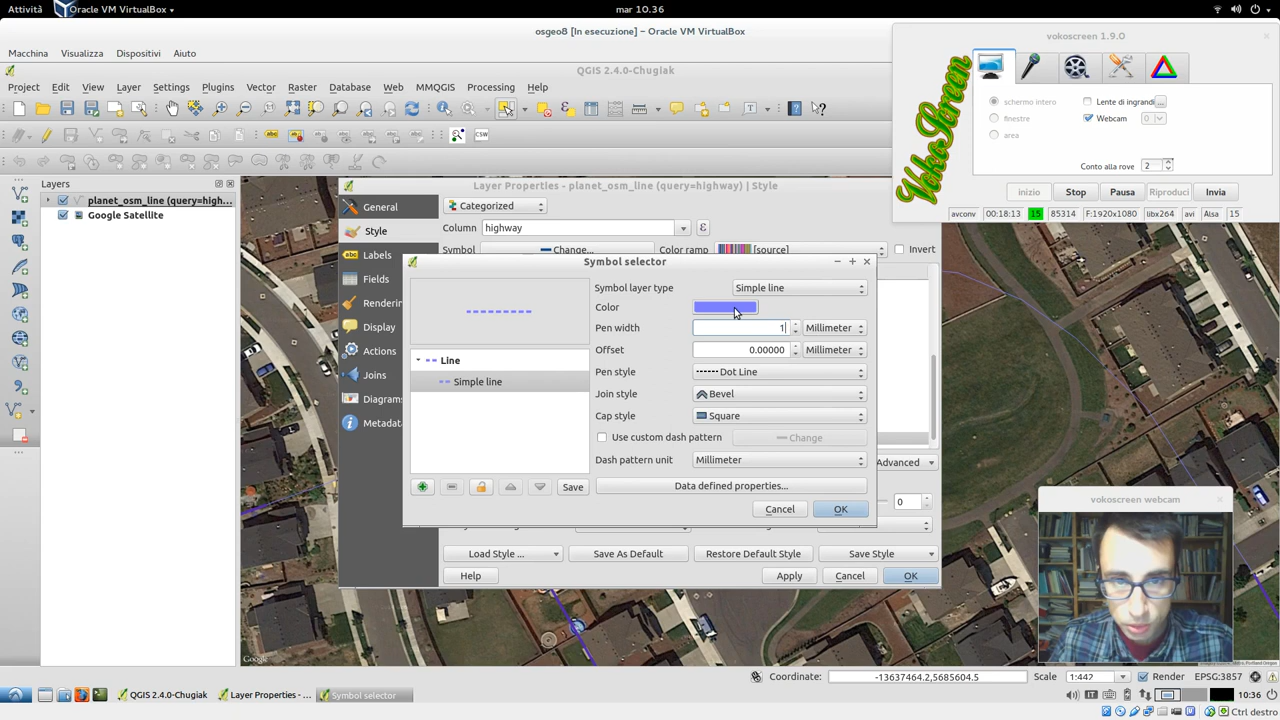 Attività
Oracle VM VirtualBox
mar 10.36
osgeo8 [In esecuzione] – Oracle VM VirtualBox
Macchina Visualizza Dispositivi Aiuto
QGIS 2.4.0-Chugiak
Project Edit View Layer Settings Plugins Vector Raster Database Web MMQGIS Processing Help
vokoscreen 1.9.0
VokoScreen
schermo intero
Lente di ingrandi ...
finestre
Webcam 0
area
Conto alla rove 2
inizio Stop Pausa Riproduci Invia
avconv 00:18:13 15 85314 F:1920x1080 libx264 avi Alsa 15
Layers
planet_osm_line (query=high...
Google Satellite
Layer Properties - planet_osm_line (query=highway) | Style
General
Style
Labels
Fields
Renderin
Display
Actions
Joins
Diagrams
Metadat
Categorized
Column highway
Symbol Change... Color ramp [source] Invert
Symbol selector
Symbol layer type Simple line
Color
Pen width 1 Millimeter
Offset 0.00000 Millimeter
Pen style Dot Line
Join style Bevel
Cap style Square
Use custom dash pattern Change
Dash pattern unit Millimeter
Data defined properties...
Line
Simple line
Save
Cancel OK
Advanced
0
Load Style ... Save As Default Restore Default Style Save Style
Help Apply Cancel OK
vokoscreen webcam
Google
Coordinate: -13637464.2,5685604.5 Scale 1:442 Render EPSG:3857
QGIS 2.4.0-Chugiak
Layer Properties - ...
Symbol selector
IT
10:36
Ctrl destro